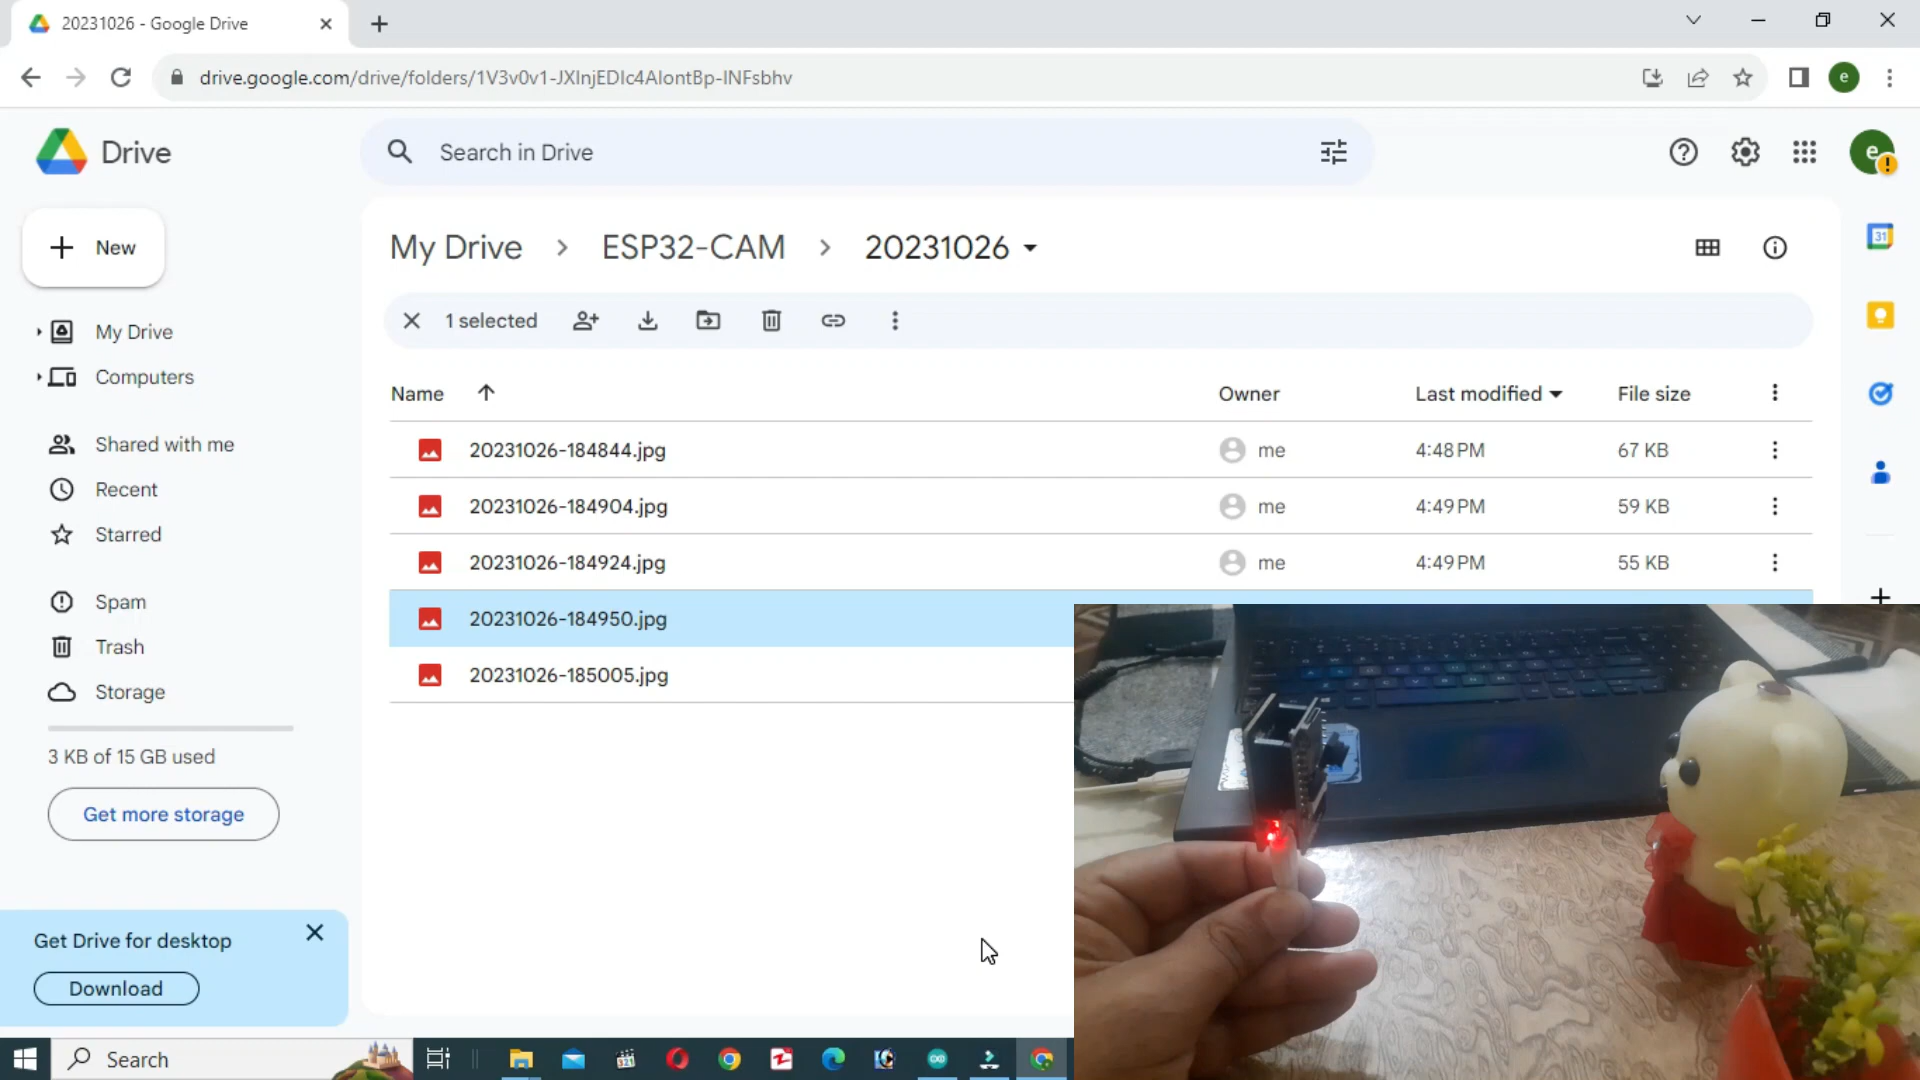 20231026 - Google Drive
drive.google.com/drive/folders/1V3v0v1-JXInjEDIc4AIontBp-INFsbhv
e
Drive
Search in Drive
e
New
My Drive
ESP32-CAM
20231026
31
1 selected
My Drive
Computers
Name
Owner
Last modified
File size
Shared with me
20231026-184844.jpg
me
4:48 PM
67 KB
Recent
20231026-184904.jpg
me
4:49 PM
59 KB
Starred
20231026-184924.jpg
me
4:49 PM
55 KB
Spam
20231026-184950.jpg
Trash
20231026-185005.jpg
Storage
3 KB of 15 GB used
Get more storage
Get Drive for desktop
Download
Search